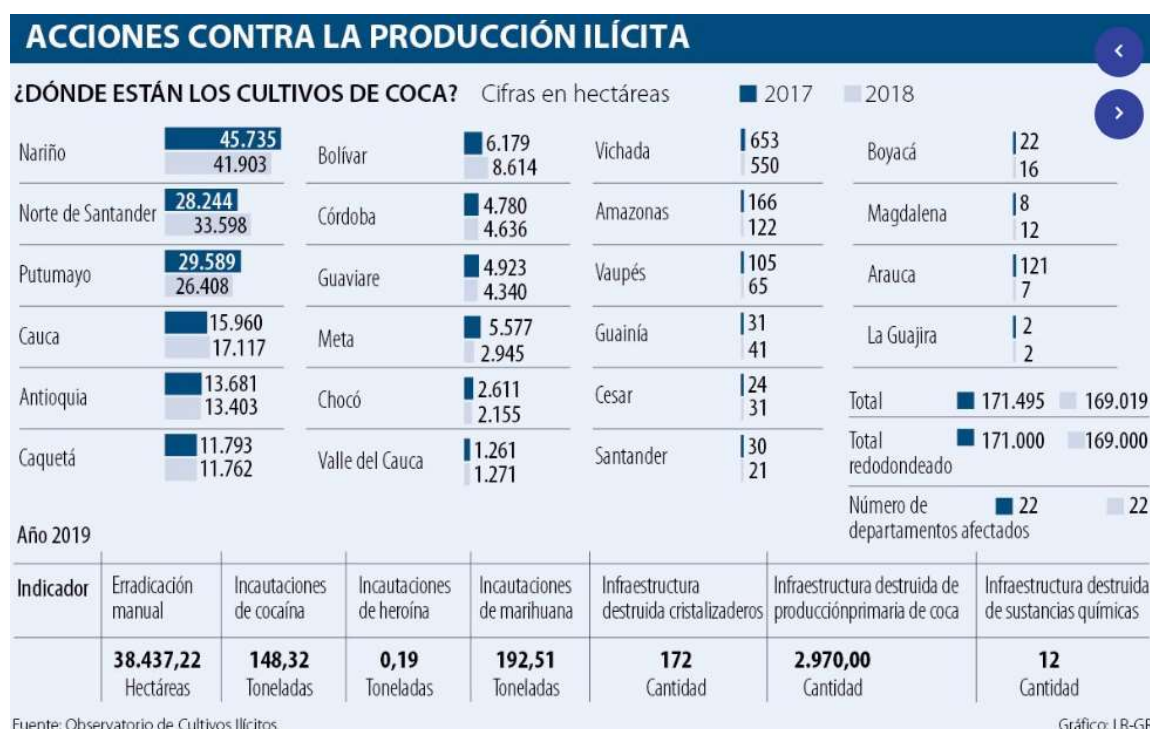 ACCIONES CONTRA LA PRODUCCIÓN ILÍCITA
¿DÓNDE ESTÁN LOS CULTIVOS DE COCA? Cifras en hectáreas 2017 2018
Nariño
45.735
41.903
Norte de Santander
28.244
33.598
Putumayo
29.589
26.408
Cauca
15.960
17.117
Antioquia
13.681
13.403
Caquetá
11.793
11.762
Bolívar
6.179
8.614
Córdoba
4.780
4.636
Guaviare
4.923
4.340
Meta
5.577
2.945
Chocó
2.611
2.155
Valle del Cauca
1.261
1.271
Vichada
653
550
Amazonas
166
122
Vaupés
105
65
Guainía
31
41
Cesar
24
31
Santander
30
21
Boyacá
22
16
Magdalena
8
12
Arauca
121
7
La Guajira
2
2
Total 171.495 169.019
Total 171.000 169.000
redodondeado
Número de 22 22
departamentos afectados
Año 2019
Indicador
Erradicación
manual
38.437,22
Hectáreas
Incautaciones
de cocaína
148,32
Toneladas
Incautaciones
de heroína
0,19
Toneladas
Incautaciones
de marihuana
192,51
Toneladas
Infraestructura
destruida cristalizaderos
172
Cantidad
Infraestructura destruida de
producciónprimaria de coca
2.970,00
Cantidad
Infraestructura destruida
de sustancias químicas
12
Cantidad
Fuente: Observatorio de Cultivos Ilícitos
Gráfico: LR-GR